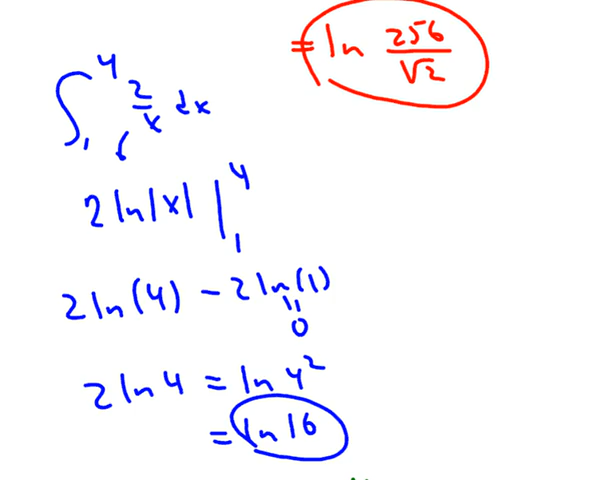 = ln 256/√2
∫₁⁴ 2/x dx
2 ln|x| |₁⁴
2 ln(4) − 2 ln(1)
= 0
2 ln 4 = ln 4²
= ln 16